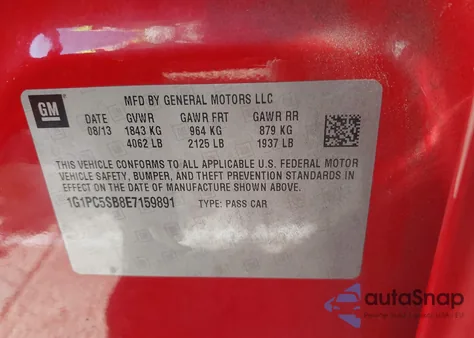 GM
MFD BY GENERAL MOTORS LLC
DATE GVWR GAWR FRT GAWR RR
08/13 1843 KG 964 KG 879 KG
4062 LB 2125 LB 1937 LB
THIS VEHICLE CONFORMS TO ALL APPLICABLE U.S. FEDERAL MOTOR
VEHICLE SAFETY, BUMPER, AND THEFT PREVENTION STANDARDS IN
EFFECT ON THE DATE OF MANUFACTURE SHOWN ABOVE.
1G1PC5SB8E7159891 TYPE: PASS CAR
autoSnap